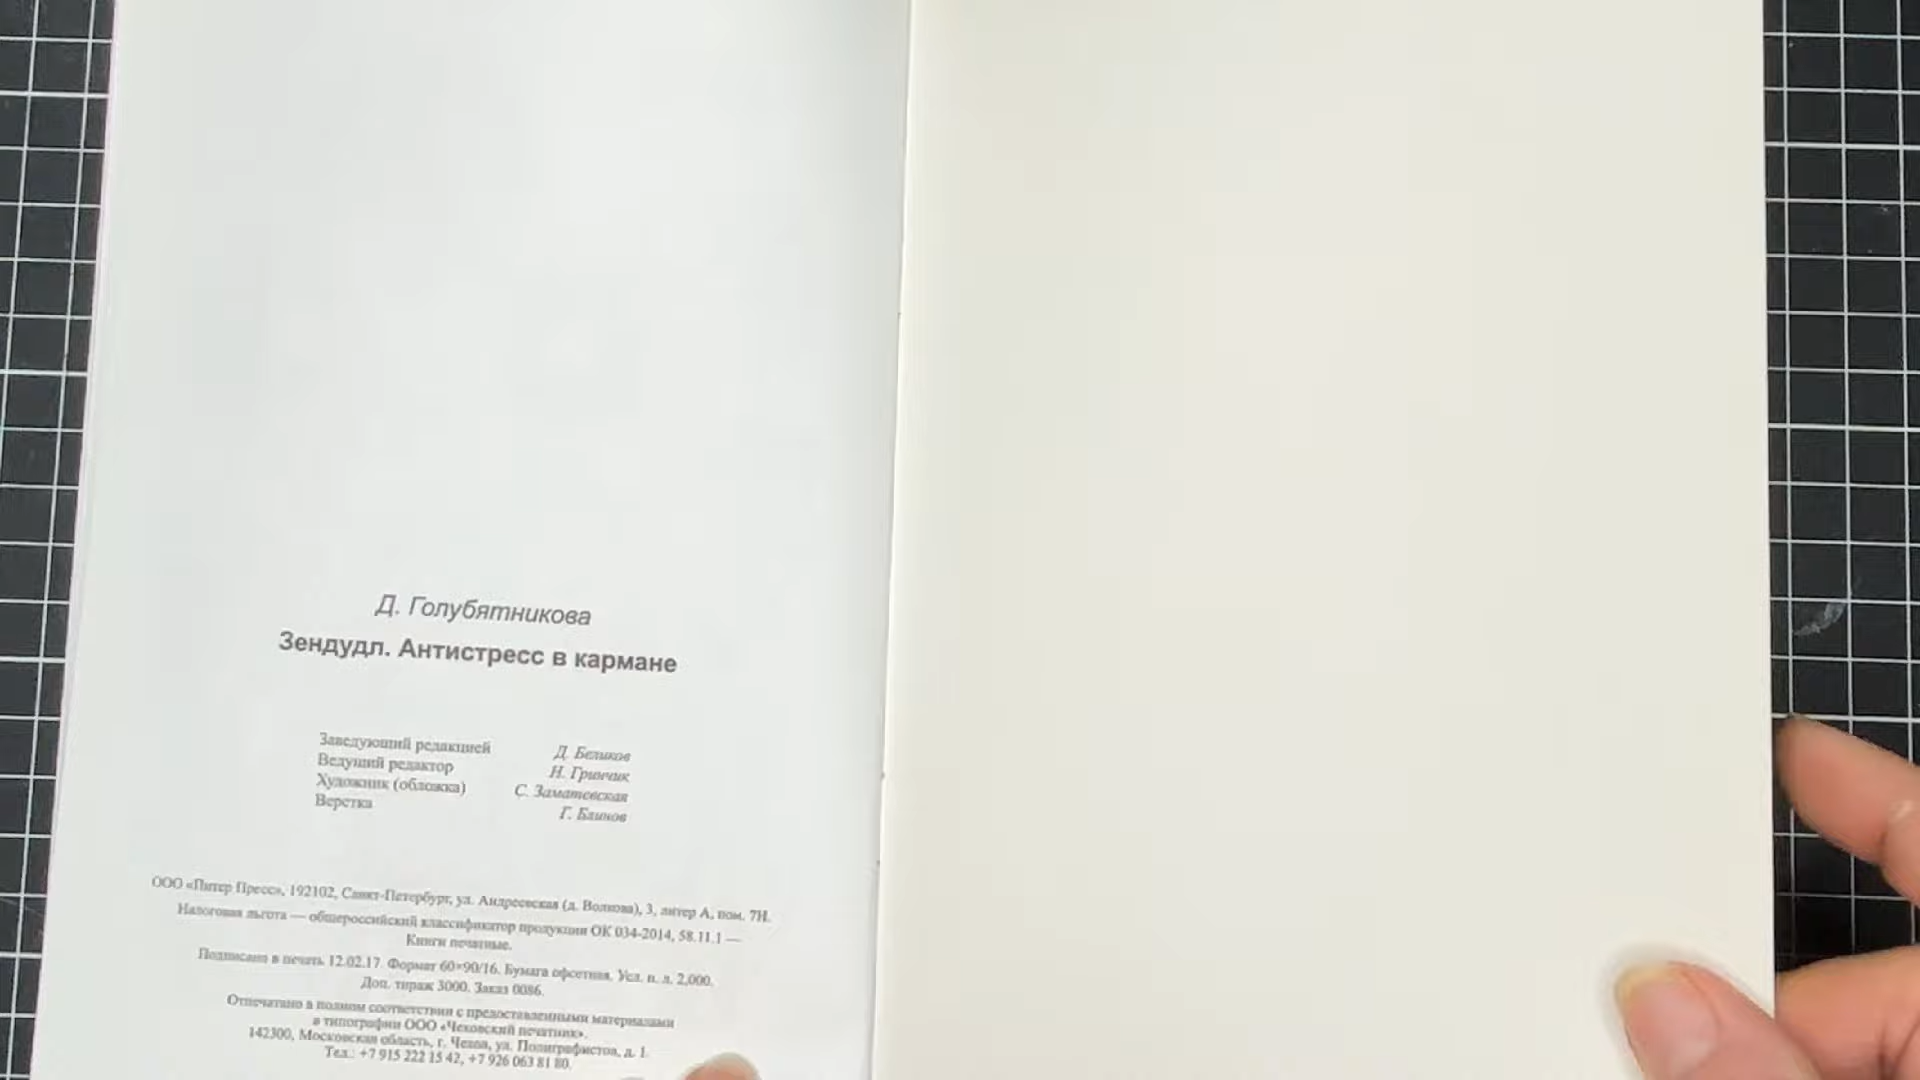 Д. Голубятникова
Зендудл. Антистресс в кармане
Заведующий редакцией Д. Беликов
Ведущий редактор Н. Гринчик
Художник (обложка) С. Заматевская
Верстка Г. Блинов
ООО «Питер Пресс», 192102, Санкт-Петербург, ул. Андреевская (д. Волкова), 3, литер А, пом. 7Н.
Налоговая льгота — общероссийский классификатор продукции ОК 034-2014, 58.11.1 —
Книги печатные.
Подписано в печать 12.02.17. Формат 60×90/16. Бумага офсетная. Усл. п. л. 2,000.
Доп. тираж 3000. Заказ 0086.
Отпечатано в полном соответствии с предоставленными материалами
в типографии ООО «Чеховский печатник».
142300, Московская область, г. Чехов, ул. Полиграфистов, д. 1.
Тел.: +7 915 222 15 42, +7 926 063 81 80.